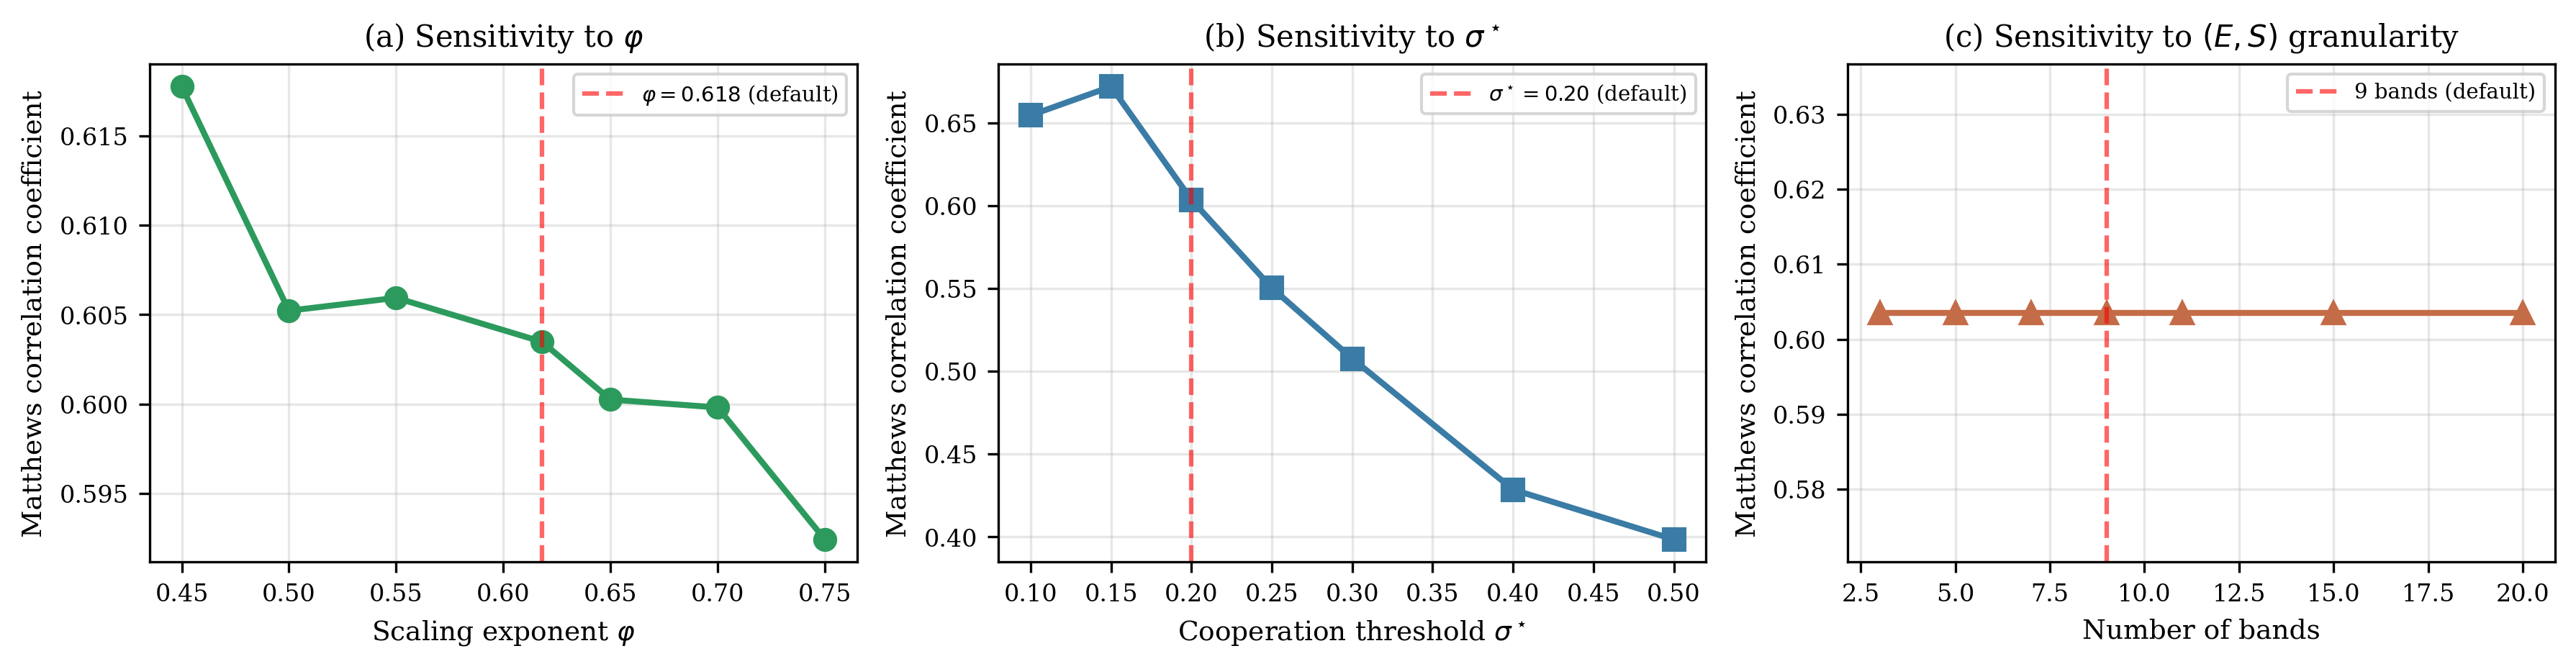 (a) Sensitivity to φ
Matthews correlation coefficient
0.615
0.610
0.605
0.600
0.595
φ = 0.618 (default)
0.45 0.50 0.55 0.60 0.65 0.70 0.75
Scaling exponent φ
(b) Sensitivity to σ⋆
Matthews correlation coefficient
0.65
0.60
0.55
0.50
0.45
0.40
σ⋆ = 0.20 (default)
0.10 0.15 0.20 0.25 0.30 0.35 0.40 0.45 0.50
Cooperation threshold σ⋆
(c) Sensitivity to (E, S) granularity
Matthews correlation coefficient
0.63
0.62
0.61
0.60
0.59
0.58
9 bands (default)
2.5 5.0 7.5 10.0 12.5 15.0 17.5 20.0
Number of bands